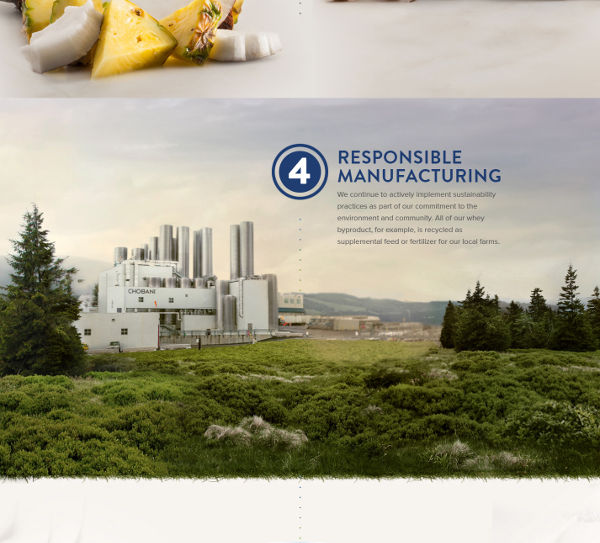 4
RESPONSIBLE
MANUFACTURING
We continue to actively implement sustainability
practices as part of our commitment to the
environment and community. All of our whey
byproduct, for example, is recycled as
supplemental feed or fertilizer for our local farms.
CHOBANI